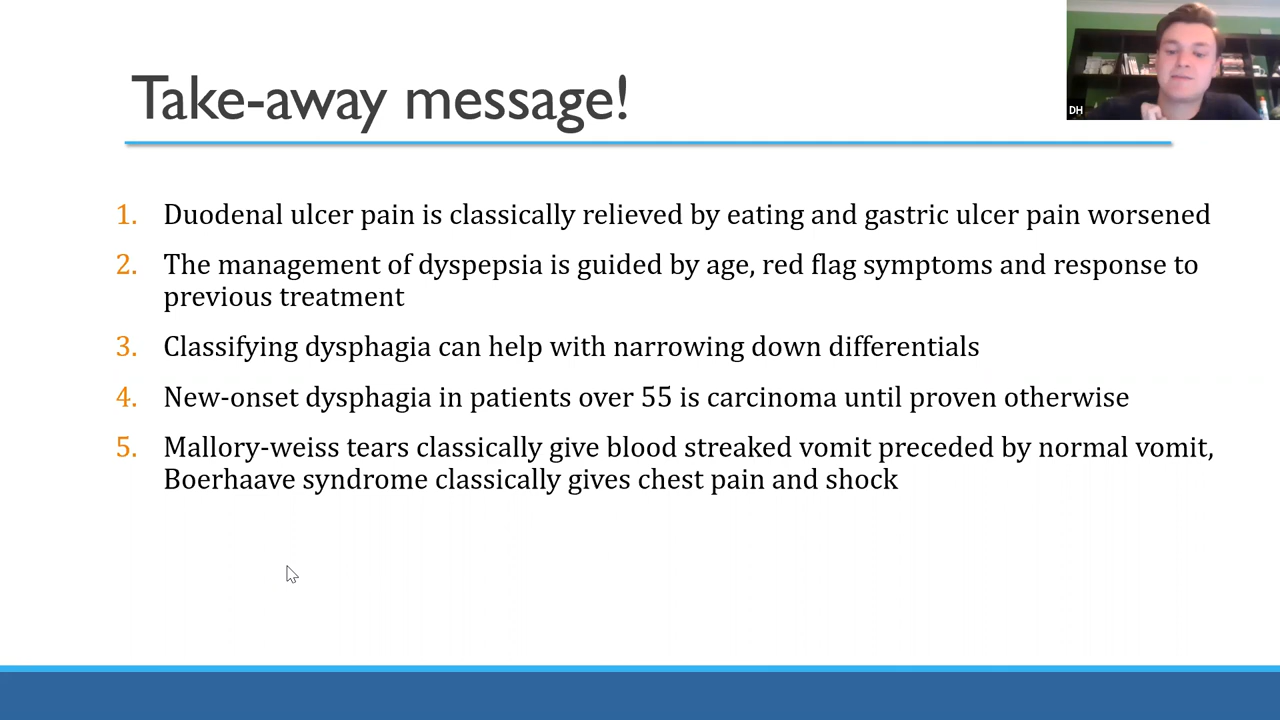 Take-away message!
DH
1. Duodenal ulcer pain is classically relieved by eating and gastric ulcer pain worsened
2. The management of dyspepsia is guided by age, red flag symptoms and response to
previous treatment
3. Classifying dysphagia can help with narrowing down differentials
4. New-onset dysphagia in patients over 55 is carcinoma until proven otherwise
5. Mallory-weiss tears classically give blood streaked vomit preceded by normal vomit,
Boerhaave syndrome classically gives chest pain and shock